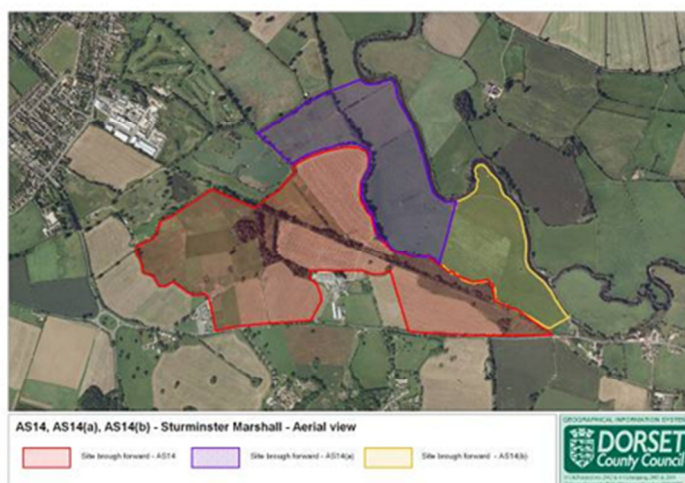 AS14, AS14(a), AS14(b) - Sturminster Marshall - Aerial view
Site brough forward - AS14
Site brough forward - AS14(a)
Site brough forward - AS14(b)
GEOGRAPHICAL INFORMATION SYSTEMS
DORSET
County Council